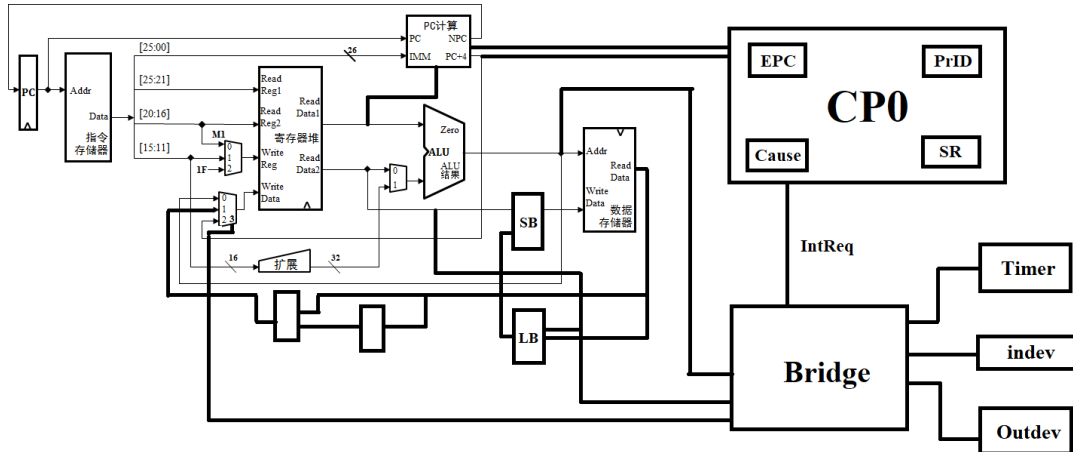 PC计算
PC
NPC
IMM
PC+4
[25:00]
26
[25:21]
[20:16]
[15:11]
PC
Addr
Data
指令
存储器
M1
0
1
2
1F
0
1
2
3
Read
Reg1
Read
Reg2
Write
Reg
Write
Data
Read
Data1
寄存器堆
Read
Data2
0
1
Zero
ALU
ALU
结果
Addr
Read
Data
Write
Data
数据
存储器
16
扩展
32
SB
LB
EPC
PrID
CP0
Cause
SR
IntReq
Bridge
Timer
indev
Outdev